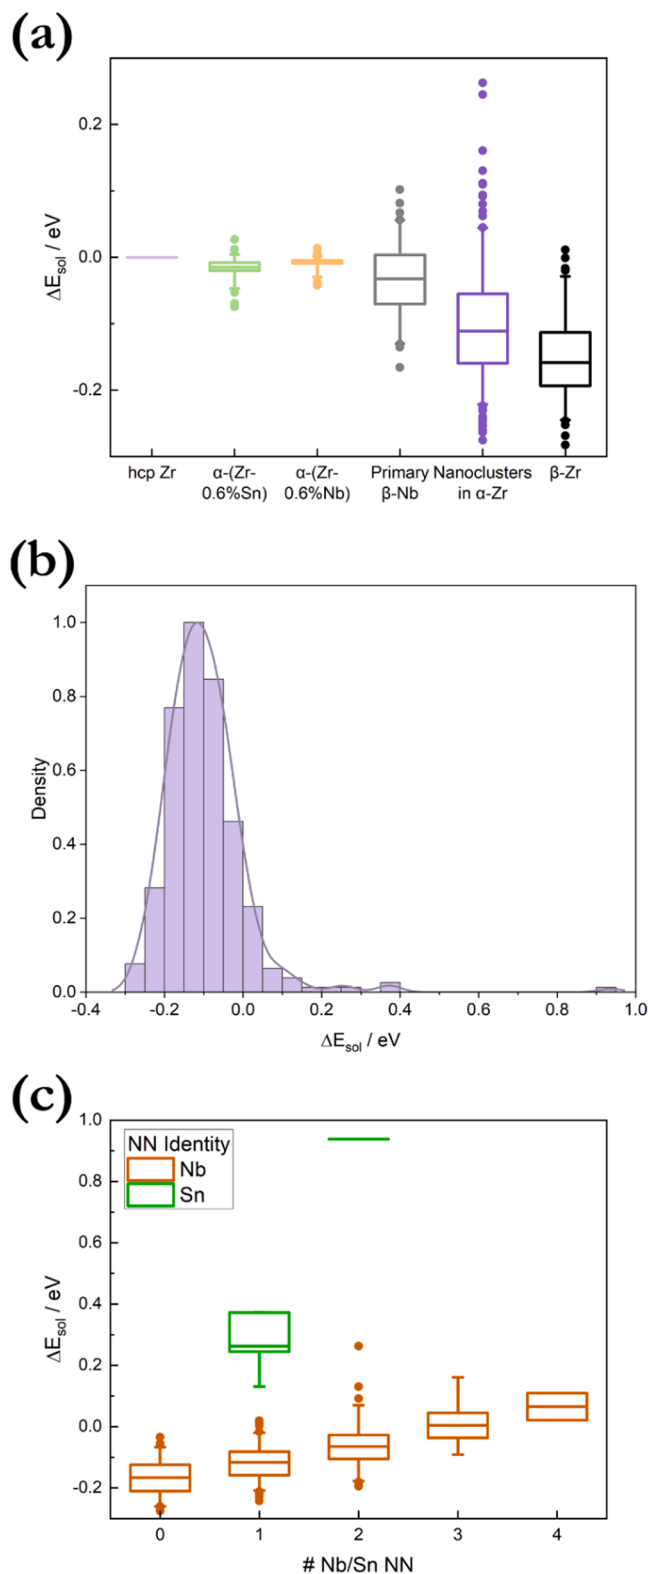 (a)
0.2
0.0
-0.2
ΔEsol / eV
hcp Zr
α-(Zr-
0.6%Sn)
α-(Zr-
0.6%Nb)
Primary
β-Nb
Nanoclusters
in α-Zr
β-Zr
(b)
1.0
0.8
0.6
0.4
0.2
0.0
Density
-0.4
-0.2
0.0
0.2
0.4
0.6
0.8
1.0
ΔEsol / eV
(c)
1.0
0.8
0.6
0.4
0.2
0.0
-0.2
ΔEsol / eV
NN Identity
Nb
Sn
0
1
2
3
4
# Nb/Sn NN